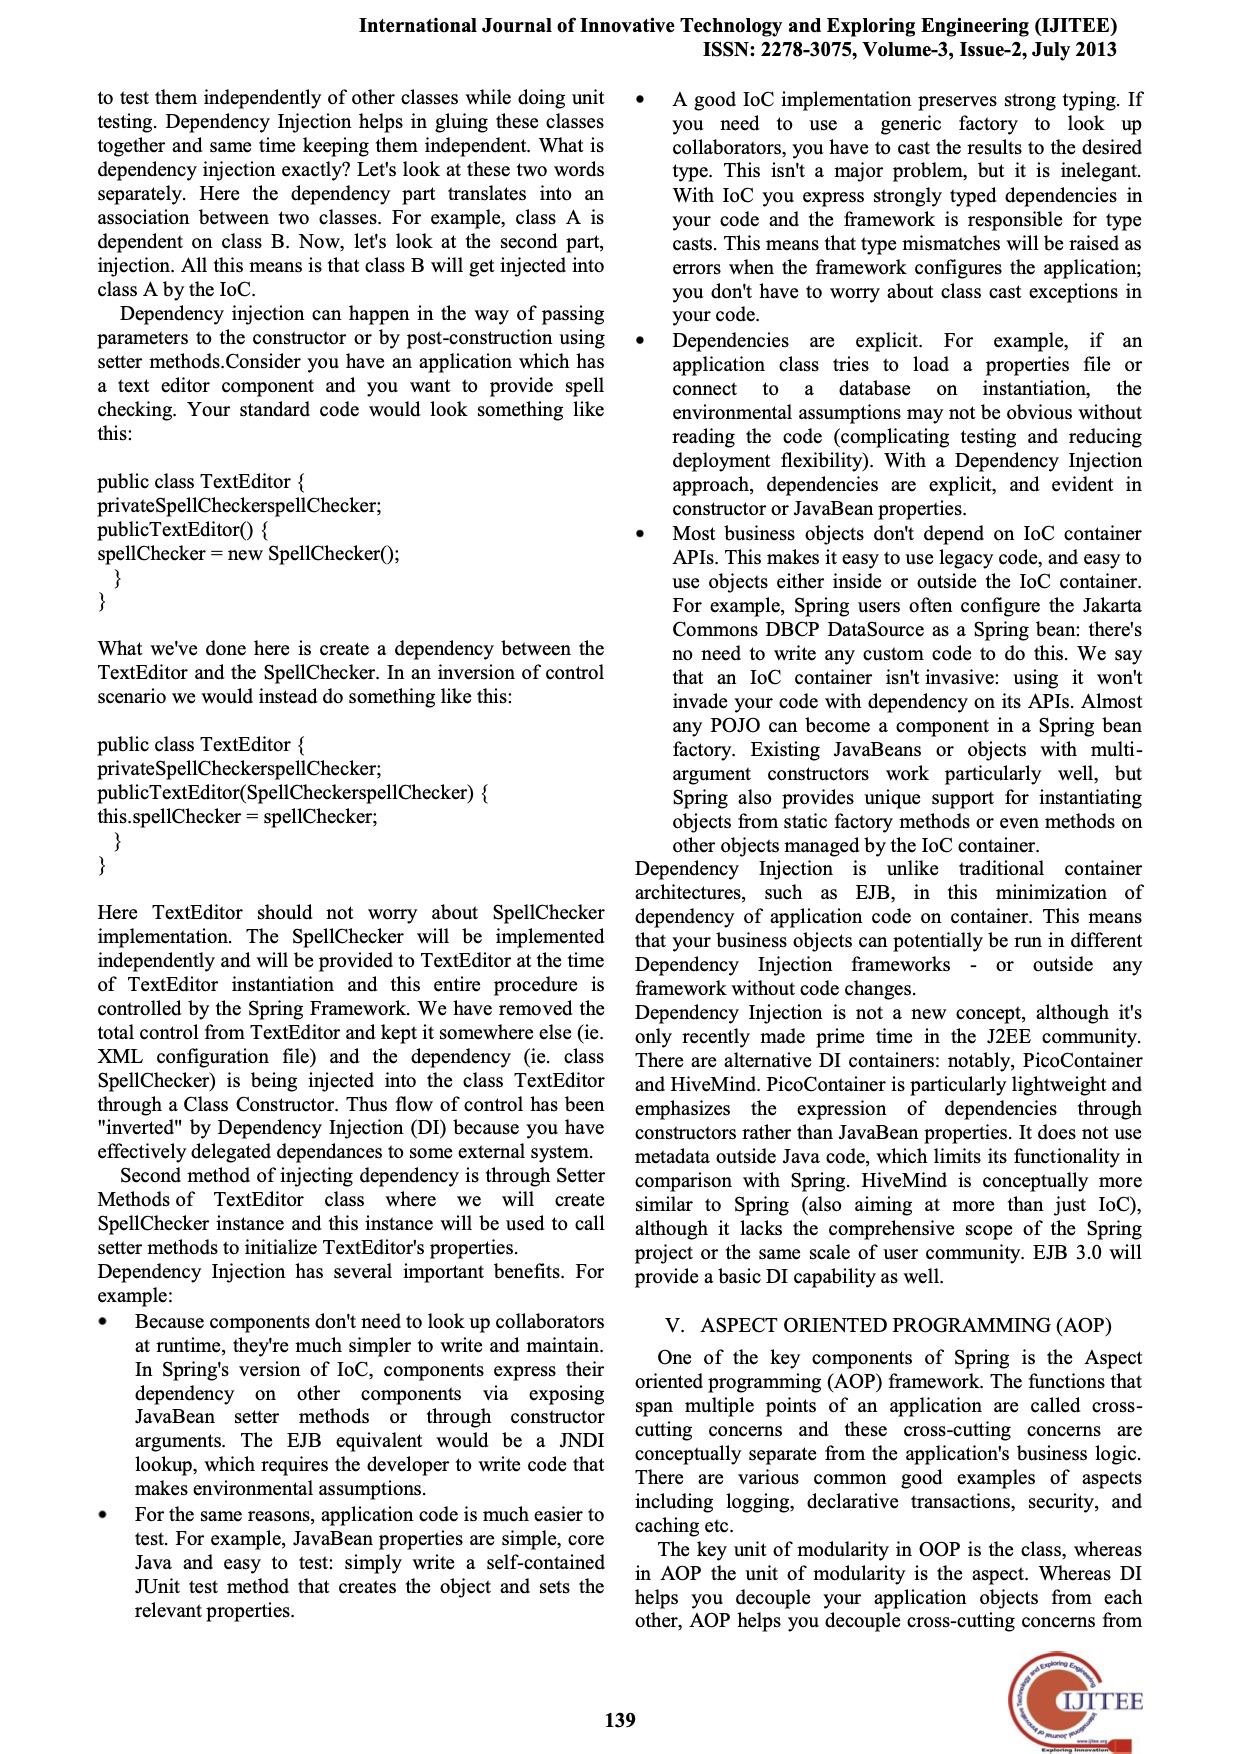 International Journal of Innovative Technology and Exploring Engineering (IJITEE)
ISSN: 2278-3075, Volume-3, Issue-2, July 2013
to test them independently of other classes while doing unit
testing. Dependency Injection helps in gluing these classes
together and same time keeping them independent. What is
dependency injection exactly? Let's look at these two words
separately. Here the dependency part translates into an
association between two classes. For example, class A is
dependent on class B. Now, let's look at the second part,
injection. All this means is that class B will get injected into
class A by the IoC.
Dependency injection can happen in the way of passing
parameters to the constructor or by post-construction using
setter methods.Consider you have an application which has
a text editor component and you want to provide spell
checking. Your standard code would look something like
this:
public class TextEditor {
privateSpellCheckerspellChecker;
publicTextEditor() {
spellChecker = new SpellChecker();
}
}
What we've done here is create a dependency between the
TextEditor and the SpellChecker. In an inversion of control
scenario we would instead do something like this:
public class TextEditor {
privateSpellCheckerspellChecker;
publicTextEditor(SpellCheckerspellChecker) {
this.spellChecker = spellChecker;
}
}
Here TextEditor should not worry about SpellChecker
implementation. The SpellChecker will be implemented
independently and will be provided to TextEditor at the time
of TextEditor instantiation and this entire procedure is
controlled by the Spring Framework. We have removed the
total control from TextEditor and kept it somewhere else (ie.
XML configuration file) and the dependency (ie. class
SpellChecker) is being injected into the class TextEditor
through a Class Constructor. Thus flow of control has been
"inverted" by Dependency Injection (DI) because you have
effectively delegated dependances to some external system.
Second method of injecting dependency is through Setter
Methods of TextEditor class where we will create
SpellChecker instance and this instance will be used to call
setter methods to initialize TextEditor's properties.
Dependency Injection has several important benefits. For
example:
• Because components don't need to look up collaborators
at runtime, they're much simpler to write and maintain.
In Spring's version of IoC, components express their
dependency on other components via exposing
JavaBean setter methods or through constructor
arguments. The EJB equivalent would be a JNDI
lookup, which requires the developer to write code that
makes environmental assumptions.
• For the same reasons, application code is much easier to
test. For example, JavaBean properties are simple, core
Java and easy to test: simply write a self-contained
JUnit test method that creates the object and sets the
relevant properties.
• A good IoC implementation preserves strong typing. If
you need to use a generic factory to look up
collaborators, you have to cast the results to the desired
type. This isn't a major problem, but it is inelegant.
With IoC you express strongly typed dependencies in
your code and the framework is responsible for type
casts. This means that type mismatches will be raised as
errors when the framework configures the application;
you don't have to worry about class cast exceptions in
your code.
• Dependencies are explicit. For example, if an
application class tries to load a properties file or
connect to a database on instantiation, the
environmental assumptions may not be obvious without
reading the code (complicating testing and reducing
deployment flexibility). With a Dependency Injection
approach, dependencies are explicit, and evident in
constructor or JavaBean properties.
• Most business objects don't depend on IoC container
APIs. This makes it easy to use legacy code, and easy to
use objects either inside or outside the IoC container.
For example, Spring users often configure the Jakarta
Commons DBCP DataSource as a Spring bean: there's
no need to write any custom code to do this. We say
that an IoC container isn't invasive: using it won't
invade your code with dependency on its APIs. Almost
any POJO can become a component in a Spring bean
factory. Existing JavaBeans or objects with multi-
argument constructors work particularly well, but
Spring also provides unique support for instantiating
objects from static factory methods or even methods on
other objects managed by the IoC container.
Dependency Injection is unlike traditional container
architectures, such as EJB, in this minimization of
dependency of application code on container. This means
that your business objects can potentially be run in different
Dependency Injection frameworks - or outside any
framework without code changes.
Dependency Injection is not a new concept, although it's
only recently made prime time in the J2EE community.
There are alternative DI containers: notably, PicoContainer
and HiveMind. PicoContainer is particularly lightweight and
emphasizes the expression of dependencies through
constructors rather than JavaBean properties. It does not use
metadata outside Java code, which limits its functionality in
comparison with Spring. HiveMind is conceptually more
similar to Spring (also aiming at more than just IoC),
although it lacks the comprehensive scope of the Spring
project or the same scale of user community. EJB 3.0 will
provide a basic DI capability as well.
V. ASPECT ORIENTED PROGRAMMING (AOP)
One of the key components of Spring is the Aspect
oriented programming (AOP) framework. The functions that
span multiple points of an application are called cross-
cutting concerns and these cross-cutting concerns are
conceptually separate from the application's business logic.
There are various common good examples of aspects
including logging, declarative transactions, security, and
caching etc.
The key unit of modularity in OOP is the class, whereas
in AOP the unit of modularity is the aspect. Whereas DI
helps you decouple your application objects from each
other, AOP helps you decouple cross-cutting concerns from
139
IJITEE
International Journal of Innovative Technology and Exploring Engineering
www.ijitee.org
Exploring Innovation